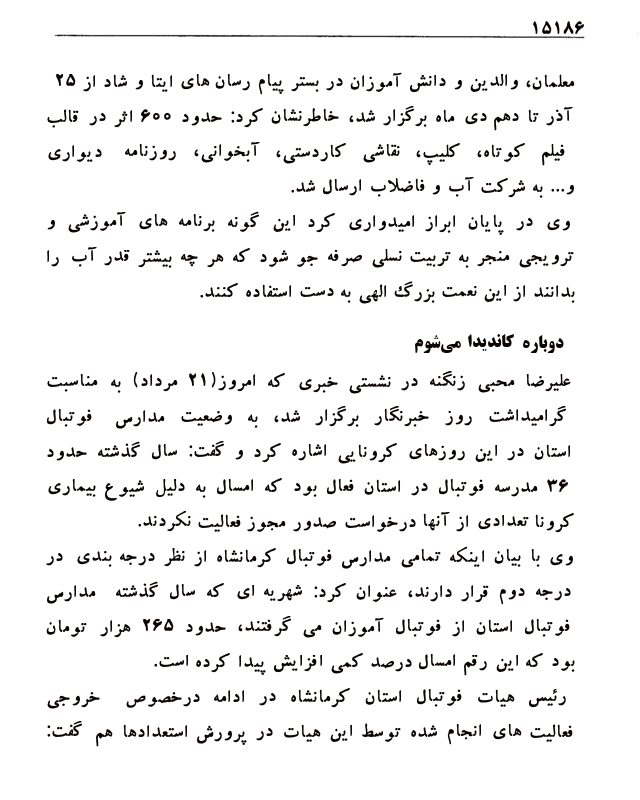 ۱۵۱۸۶
معلمان، والدین و دانش آموزان در بستر پیام رسان های ایتا و شاد از ۲۵
آذر تا دهم دی ماه برگزار شد، خاطرنشان کرد: حدود ۶۰۰ اثر در قالب
فیلم کوتاه، کلیپ، نقاشی کاردستی، آبخوانی، روزنامه دیواری
و... به شرکت آب و فاضلاب ارسال شد.
وی در پایان ابراز امیدواری کرد این گونه برنامه های آموزشی و
ترویجی منجر به تربیت نسلی صرفه جو شود که هر چه بیشتر قدر آب را
بدانند از این نعمت بزرگ الهی به دست استفاده کنند.
دوباره کاندیدا می‌شوم
علیرضا محبی زنگنه در نشستی خبری که امروز(۲۱ مرداد) به مناسبت
گرامیداشت روز خبرنگار برگزار شد، به وضعیت مدارس فوتبال
استان در این روزهای کرونایی اشاره کرد و گفت: سال گذشته حدود
۳۶ مدرسه فوتبال در استان فعال بود که امسال به دلیل شیوع بیماری
کرونا تعدادی از آنها درخواست صدور مجوز فعالیت نکردند.
وی با بیان اینکه تمامی مدارس فوتبال کرمانشاه از نظر درجه بندی در
درجه دوم قرار دارند، عنوان کرد: شهریه ای که سال گذشته مدارس
فوتبال استان از فوتبال آموزان می گرفتند، حدود ۲۶۵ هزار تومان
بود که این رقم امسال درصد کمی افزایش پیدا کرده است.
رئیس هیات فوتبال استان کرمانشاه در ادامه درخصوص خروجی
فعالیت های انجام شده توسط این هیات در پرورش استعدادها هم گفت: